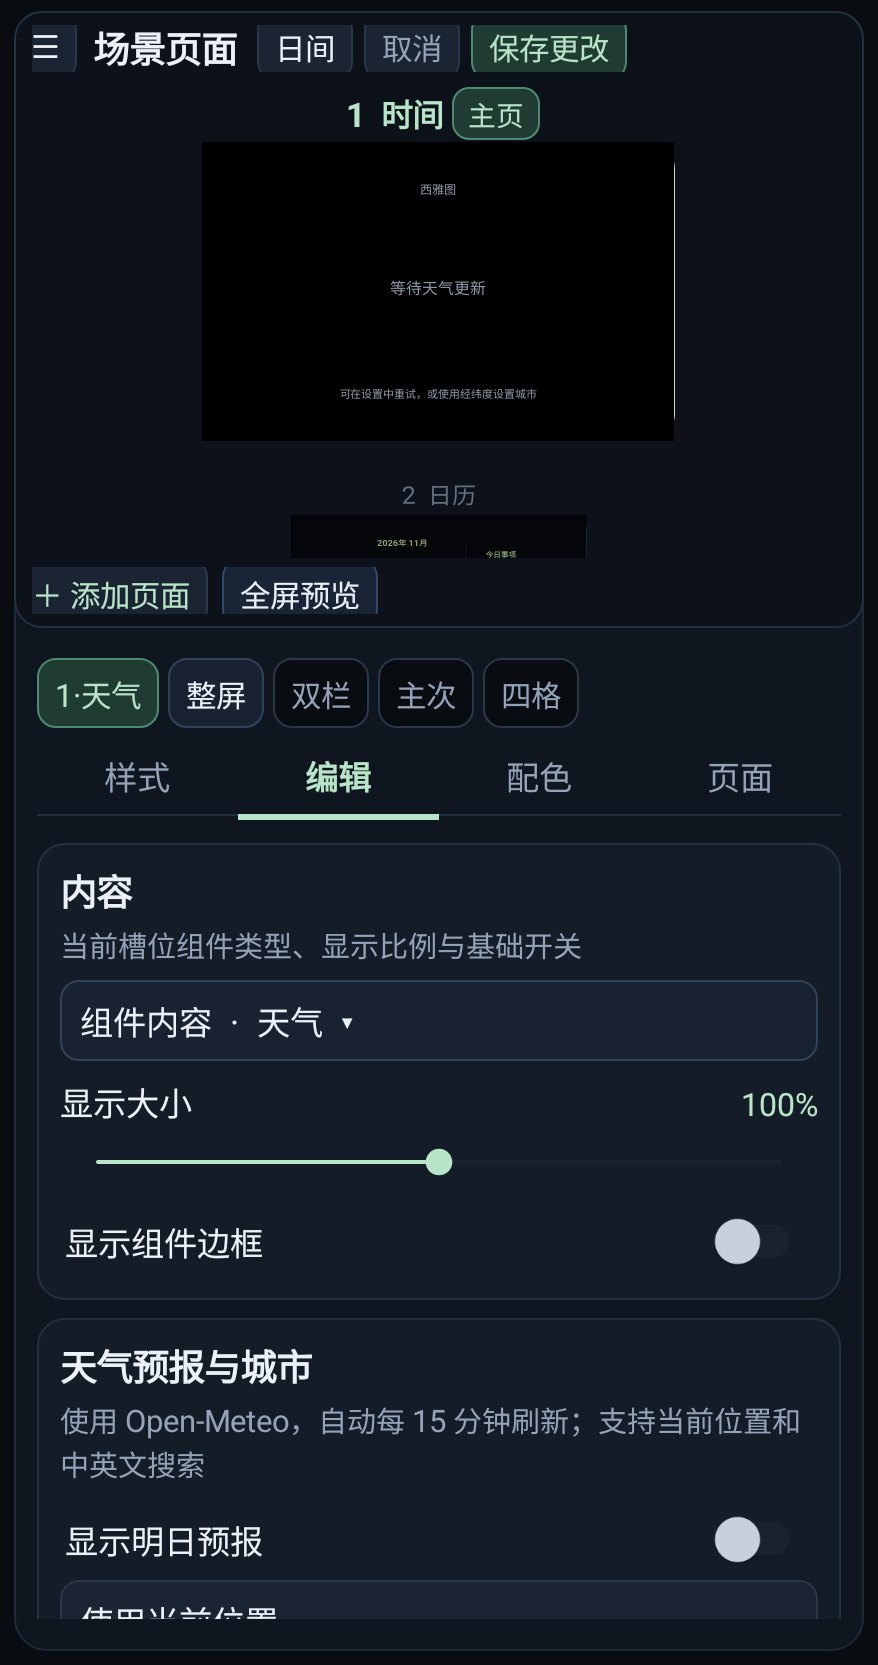 ☰ 场景页面 日间 取消 保存更改
1 时间 主页
西雅图
等待天气更新
可在设置中重试，或使用经纬度设置城市
2 日历
2026年 11月
今日事项
＋ 添加页面 全屏预览
1·天气 整屏 双栏 主次 四格
样式 编辑 配色 页面
内容
当前槽位组件类型、显示比例与基础开关
组件内容 · 天气 ▾
显示大小 100%
显示组件边框
天气预报与城市
使用 Open-Meteo，自动每 15 分钟刷新；支持当前位置和
中英文搜索
显示明日预报
使用当前位置